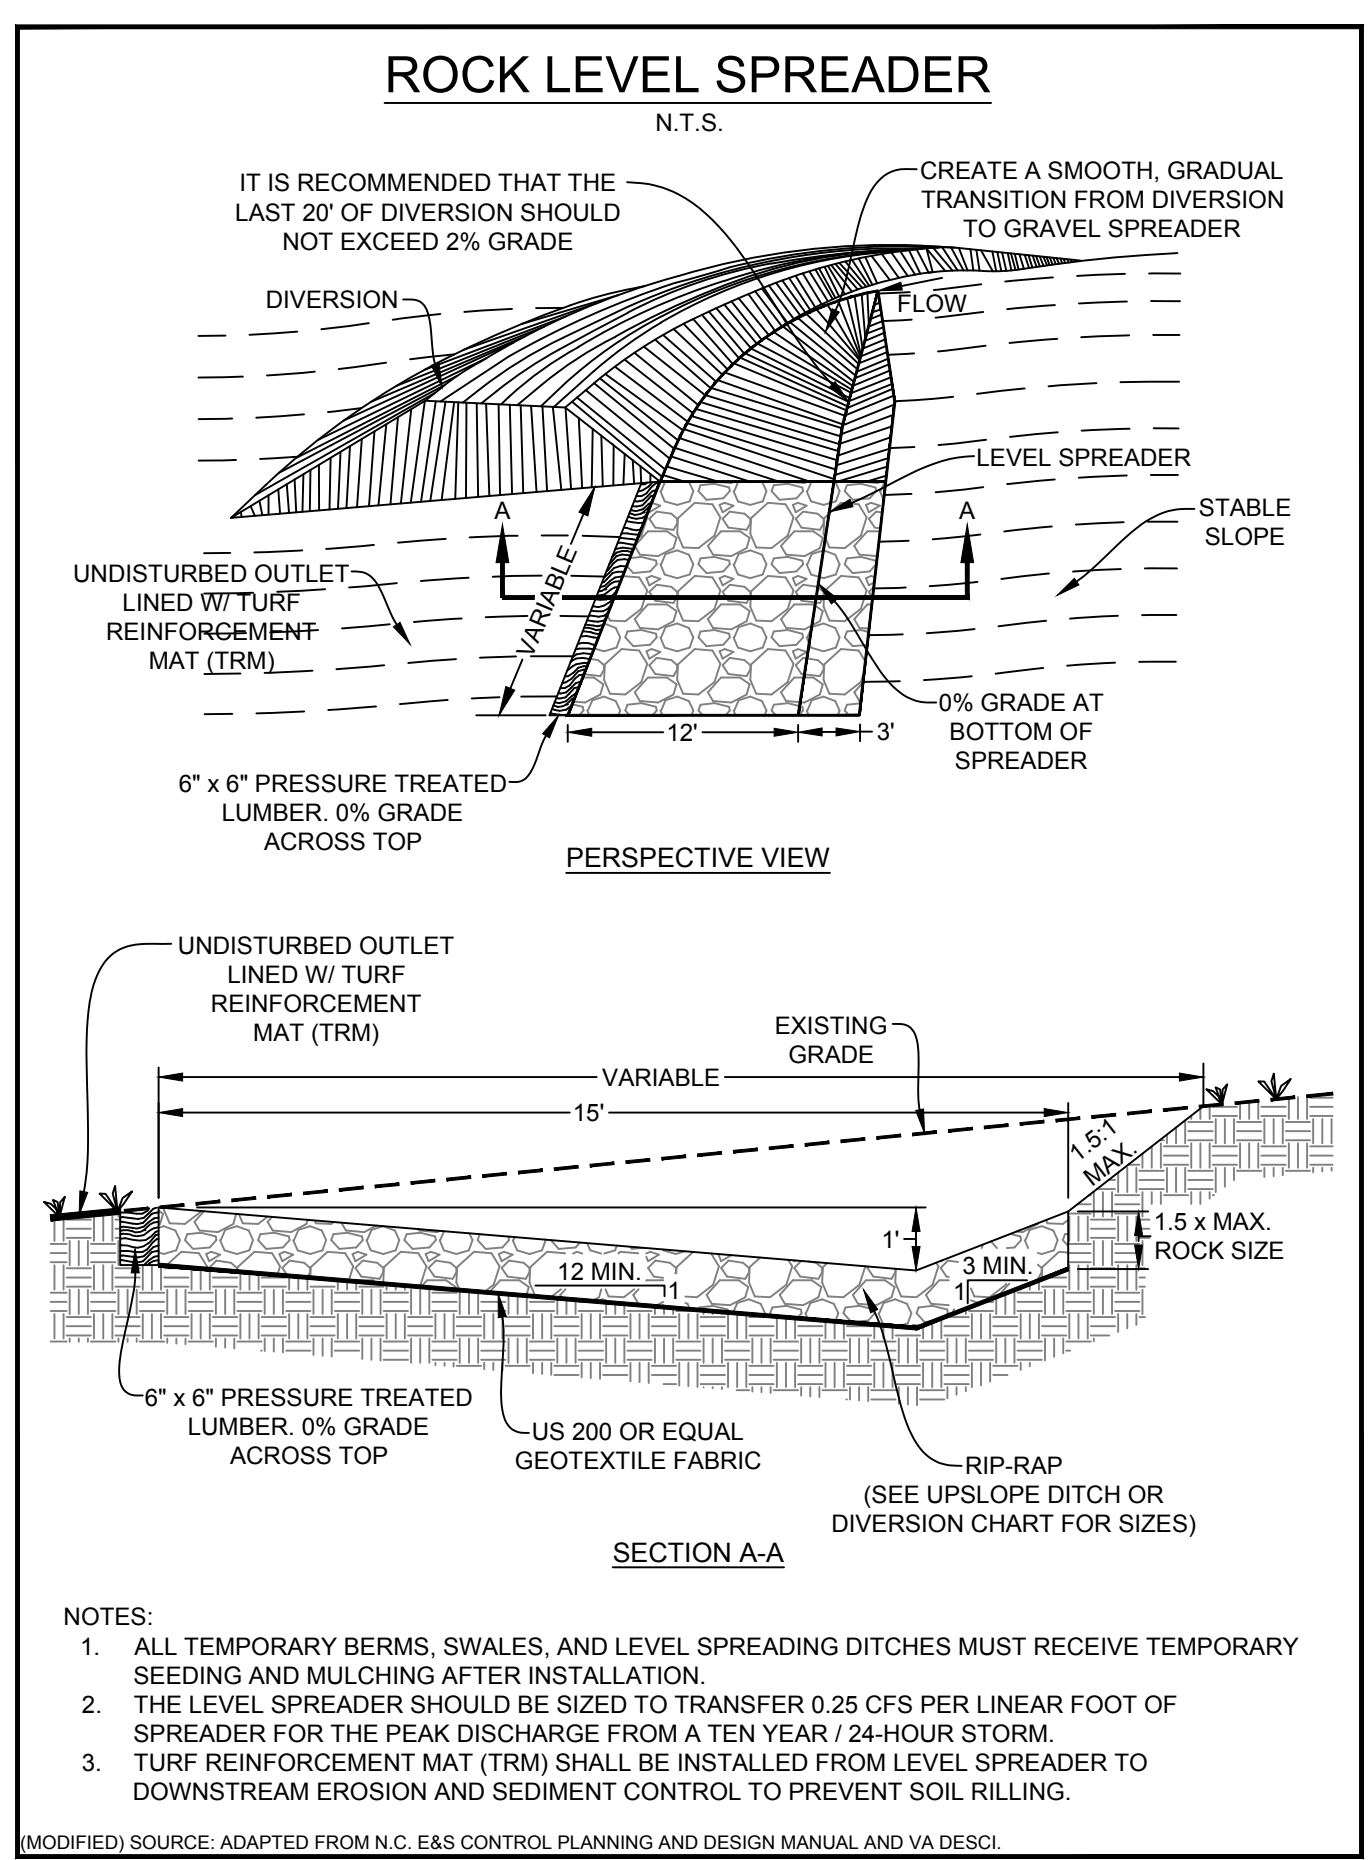 ROCK LEVEL SPREADER
N.T.S.
IT IS RECOMMENDED THAT THE
LAST 20' OF DIVERSION SHOULD
NOT EXCEED 2% GRADE
CREATE A SMOOTH, GRADUAL
TRANSITION FROM DIVERSION
TO GRAVEL SPREADER
DIVERSION
FLOW
LEVEL SPREADER
A
A
STABLE
SLOPE
VARIABLE
UNDISTURBED OUTLET
LINED W/ TURF
REINFORCEMENT
MAT (TRM)
0% GRADE AT
BOTTOM OF
SPREADER
12'
3'
6" x 6" PRESSURE TREATED
LUMBER. 0% GRADE
ACROSS TOP
PERSPECTIVE VIEW
UNDISTURBED OUTLET
LINED W/ TURF
REINFORCEMENT
MAT (TRM)
EXISTING
GRADE
VARIABLE
15'
1.5:1
MAX.
1'
1.5 x MAX.
ROCK SIZE
12 MIN.
1
3 MIN.
1
6" x 6" PRESSURE TREATED
LUMBER. 0% GRADE
ACROSS TOP
US 200 OR EQUAL
GEOTEXTILE FABRIC
RIP-RAP
(SEE UPSLOPE DITCH OR
DIVERSION CHART FOR SIZES)
SECTION A-A
NOTES:
1. ALL TEMPORARY BERMS, SWALES, AND LEVEL SPREADING DITCHES MUST RECEIVE TEMPORARY
SEEDING AND MULCHING AFTER INSTALLATION.
2. THE LEVEL SPREADER SHOULD BE SIZED TO TRANSFER 0.25 CFS PER LINEAR FOOT OF
SPREADER FOR THE PEAK DISCHARGE FROM A TEN YEAR / 24-HOUR STORM.
3. TURF REINFORCEMENT MAT (TRM) SHALL BE INSTALLED FROM LEVEL SPREADER TO
DOWNSTREAM EROSION AND SEDIMENT CONTROL TO PREVENT SOIL RILLING.
(MODIFIED) SOURCE: ADAPTED FROM N.C. E&S CONTROL PLANNING AND DESIGN MANUAL AND VA DESCI.